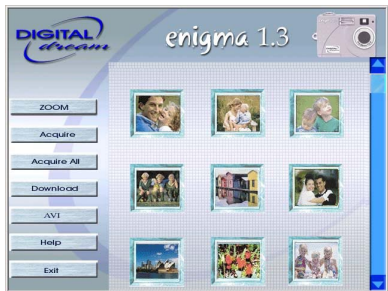 DIGITAL
dream
enigma 1.3
ZOOM
Acquire
Acquire All
Download
AVI
Help
Exit